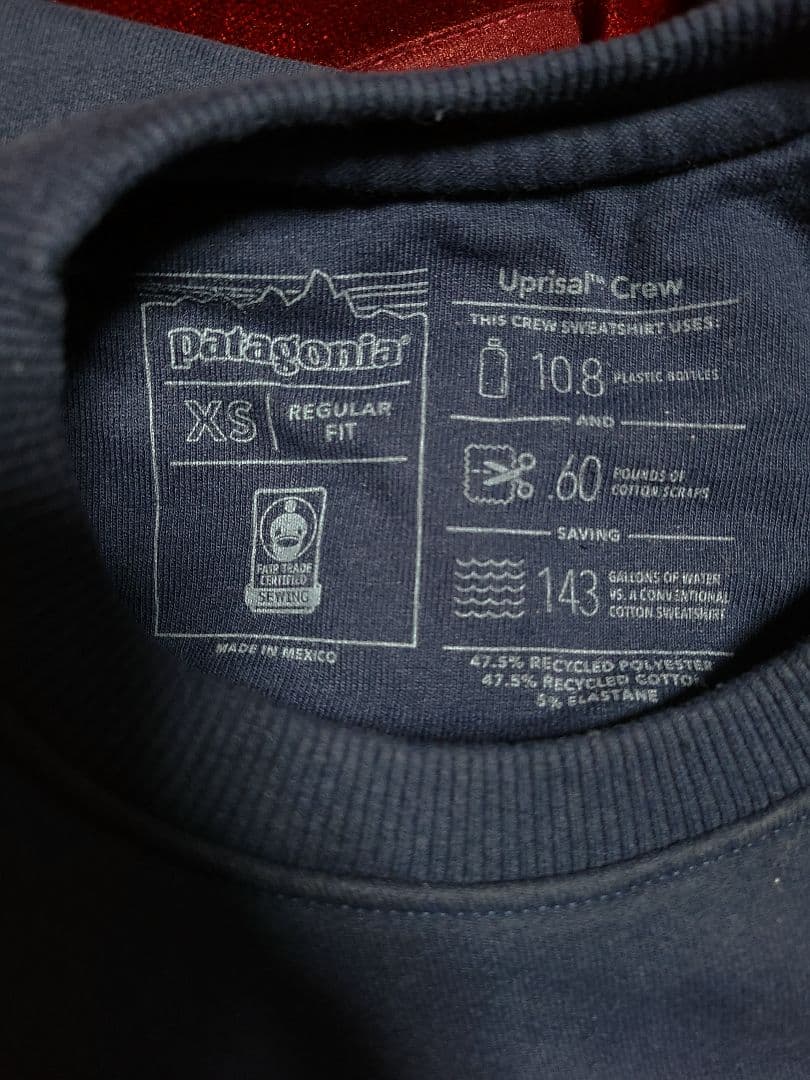 patagonia®
XS
REGULAR
FIT
FAIR TRADE
CERTIFIED
SEWING
MADE IN MEXICO
Uprisal™ Crew
THIS CREW SWEATSHIRT USES:
10.8 PLASTIC BOTTLES
AND
.60 POUNDS OF
COTTON SCRAPS
SAVING
143 GALLONS OF WATER
VS. A CONVENTIONAL
COTTON SWEATSHIRT
47.5% RECYCLED POLYESTER
47.5% RECYCLED COTTO
5% ELASTANE